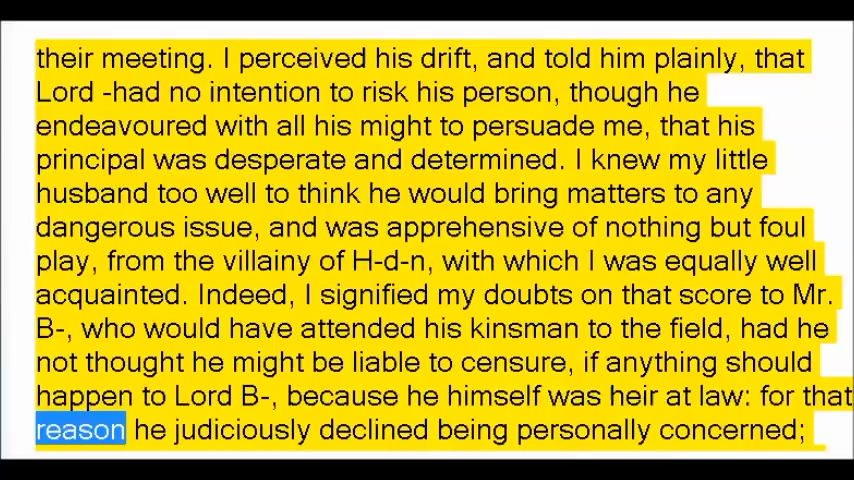 their meeting. I perceived his drift, and told him plainly, that
Lord -had no intention to risk his person, though he
endeavoured with all his might to persuade me, that his
principal was desperate and determined. I knew my little
husband too well to think he would bring matters to any
dangerous issue, and was apprehensive of nothing but foul
play, from the villainy of H-d-n, with which I was equally well
acquainted. Indeed, I signified my doubts on that score to Mr.
B-, who would have attended his kinsman to the field, had he
not thought he might be liable to censure, if anything should
happen to Lord B-, because he himself was heir at law: for that
reason he judiciously declined being personally concerned;